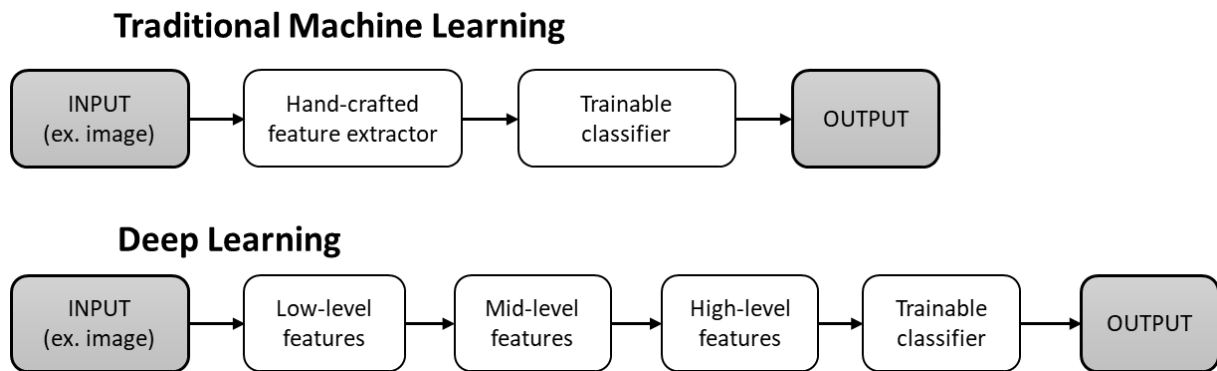 Traditional Machine Learning
INPUT
(ex. image)
Hand-crafted
feature extractor
Trainable
classifier
OUTPUT
Deep Learning
INPUT
(ex. image)
Low-level
features
Mid-level
features
High-level
features
Trainable
classifier
OUTPUT